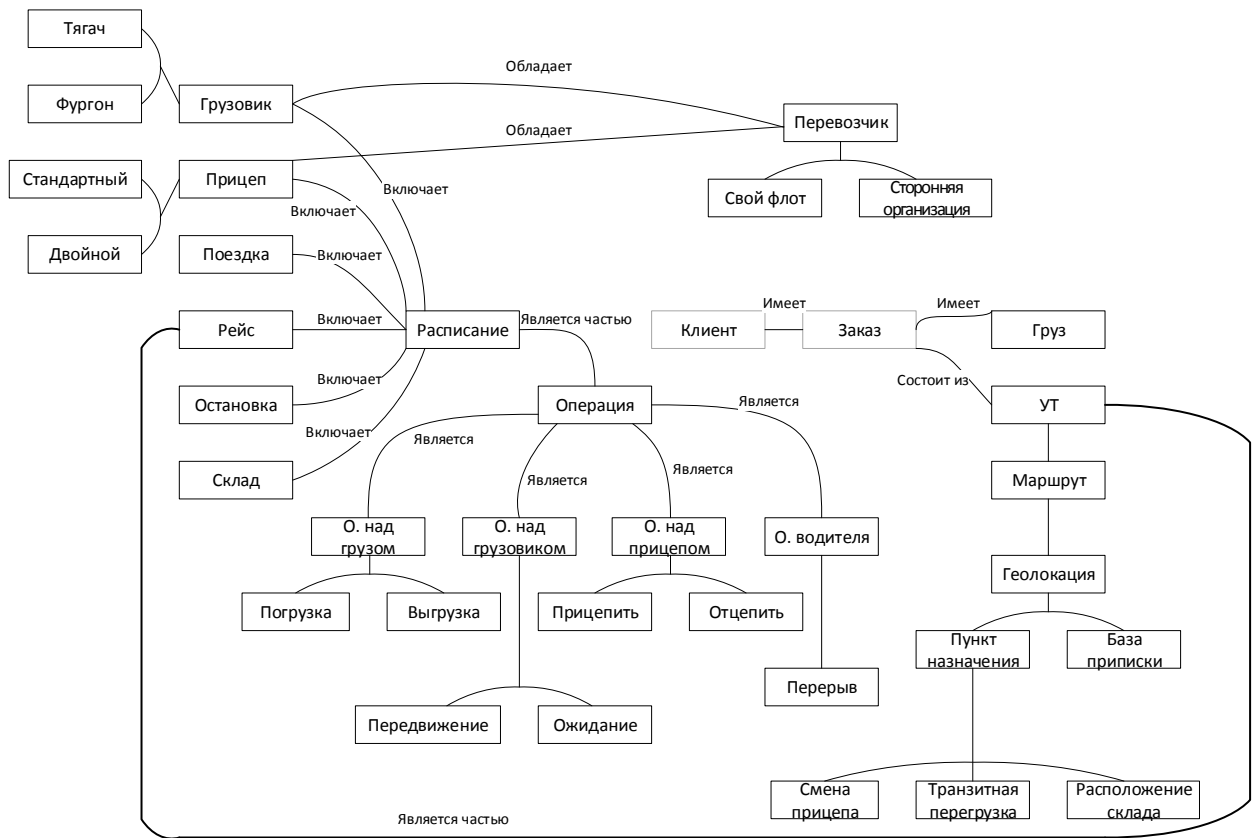 Тягач
Обладает
Фургон
Грузовик
Перевозчик
Обладает
Стандартный
Прицеп
Включает
Свой флот
Сторонняя
организация
Включает
Двойной
Поездка
Включает
Имеет
Имеет
Рейс
Включает
Расписание
Является частью
Клиент
Заказ
Груз
Включает
Состоит из
Остановка
Операция
Является
УТ
Включает
Является
Склад
Является
Является
Маршрут
О. над
грузом
О. над
грузовиком
О. над
прицепом
О. водителя
Геолокация
Погрузка
Выгрузка
Прицепить
Отцепить
Пункт
назначения
База
приписки
Перерыв
Передвижение
Ожидание
Смена
прицепа
Транзитная
перегрузка
Расположение
склада
Является частью